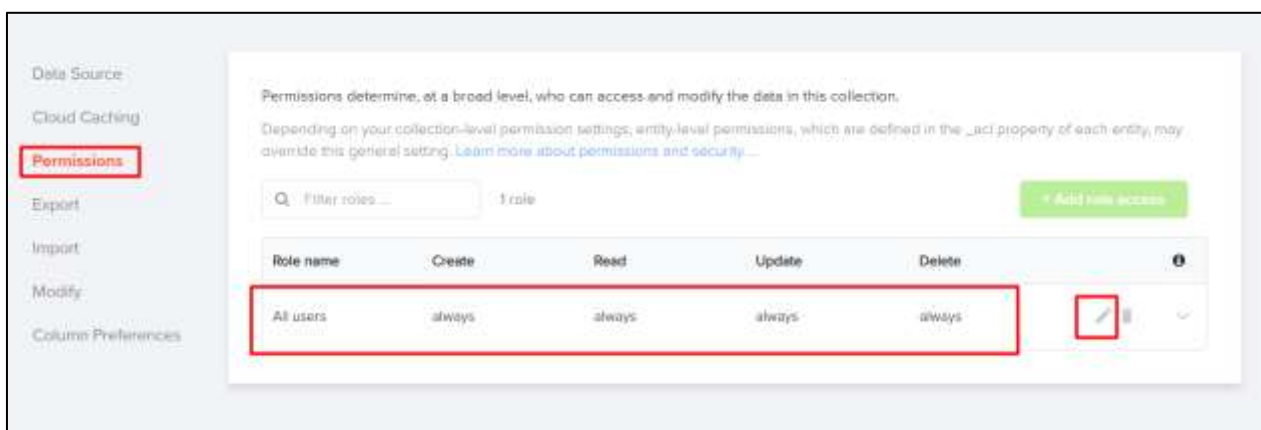 Data Source
Cloud Caching
Permissions
Export
Import
Modify
Column Preferences
Permissions determine, at a broad level, who can access and modify the data in this collection.
Depending on your collection-level permission settings, entity-level permissions, which are defined in the _acl property of each entity, may
override this general setting. Learn more about permissions and security...
Filter roles...
1 role
+ Add role access
Role name Create Read Update Delete
All users always always always always